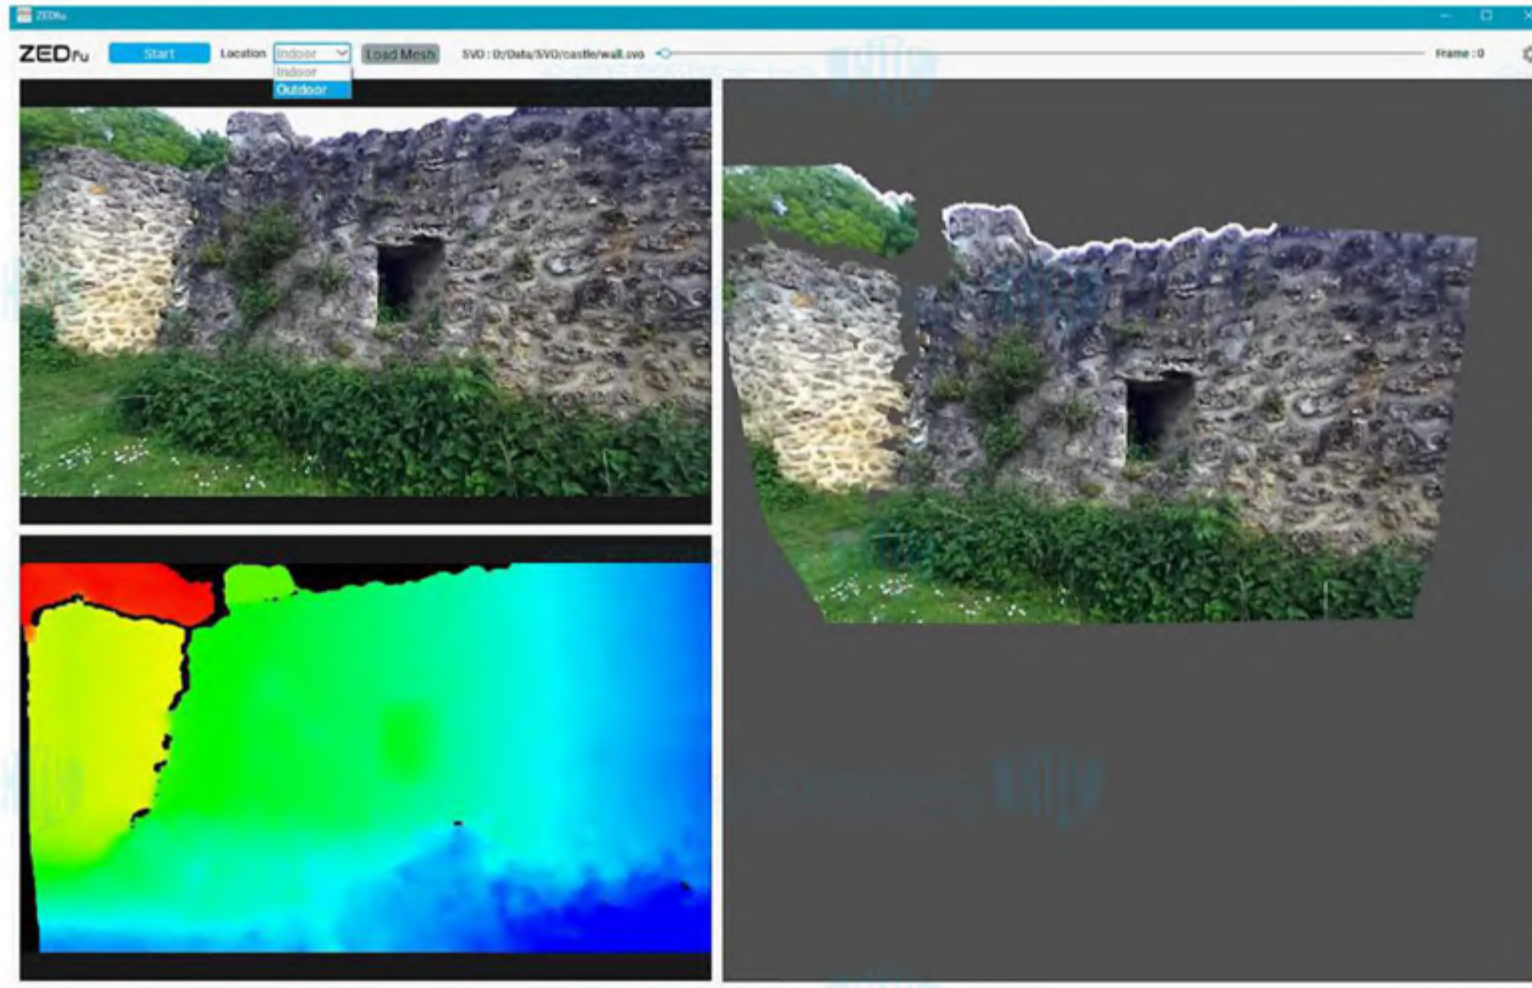 ZEDfu
ZEDfu Start Location Indoor Load Mesh SVO : D:/Data/SVO/castle/wall.svo Frame : 0
Indoor
Outdoor